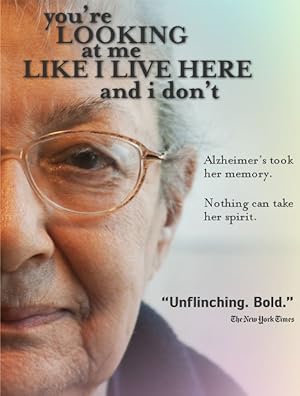 you're
LOOKING
at me
LIKE I LIVE HERE
and i don't
Alzheimer's took
her memory.
Nothing can take
her spirit.
“Unflinching. Bold.”
The New York Times